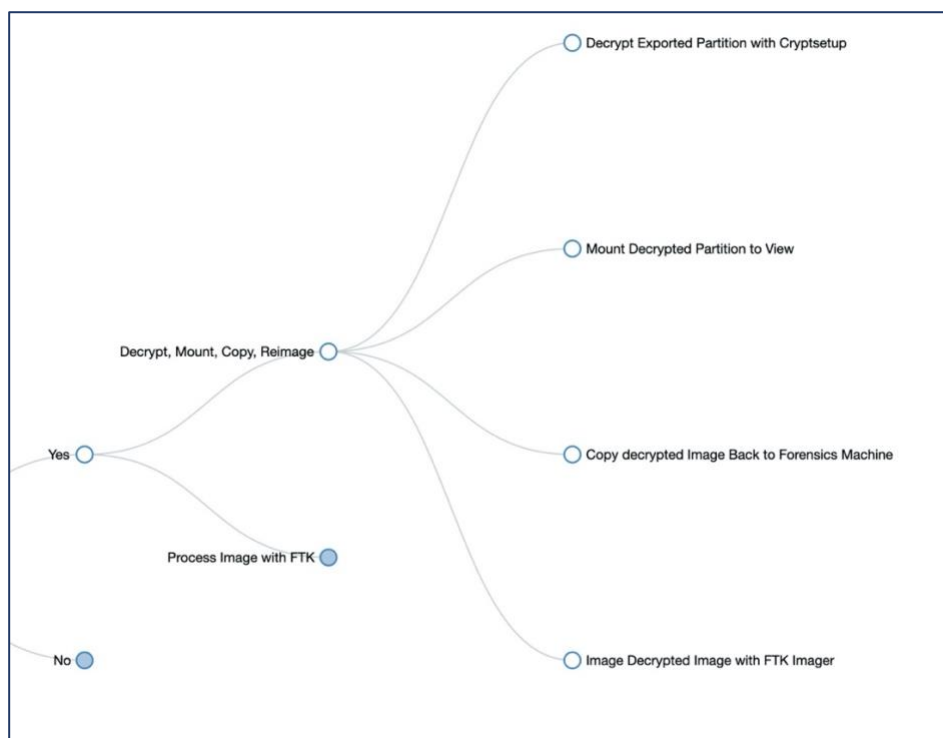 Decrypt Exported Partition with Cryptsetup
Mount Decrypted Partition to View
Decrypt, Mount, Copy, Reimage
Yes
Copy decrypted Image Back to Forensics Machine
Process Image with FTK
No
Image Decrypted Image with FTK Imager